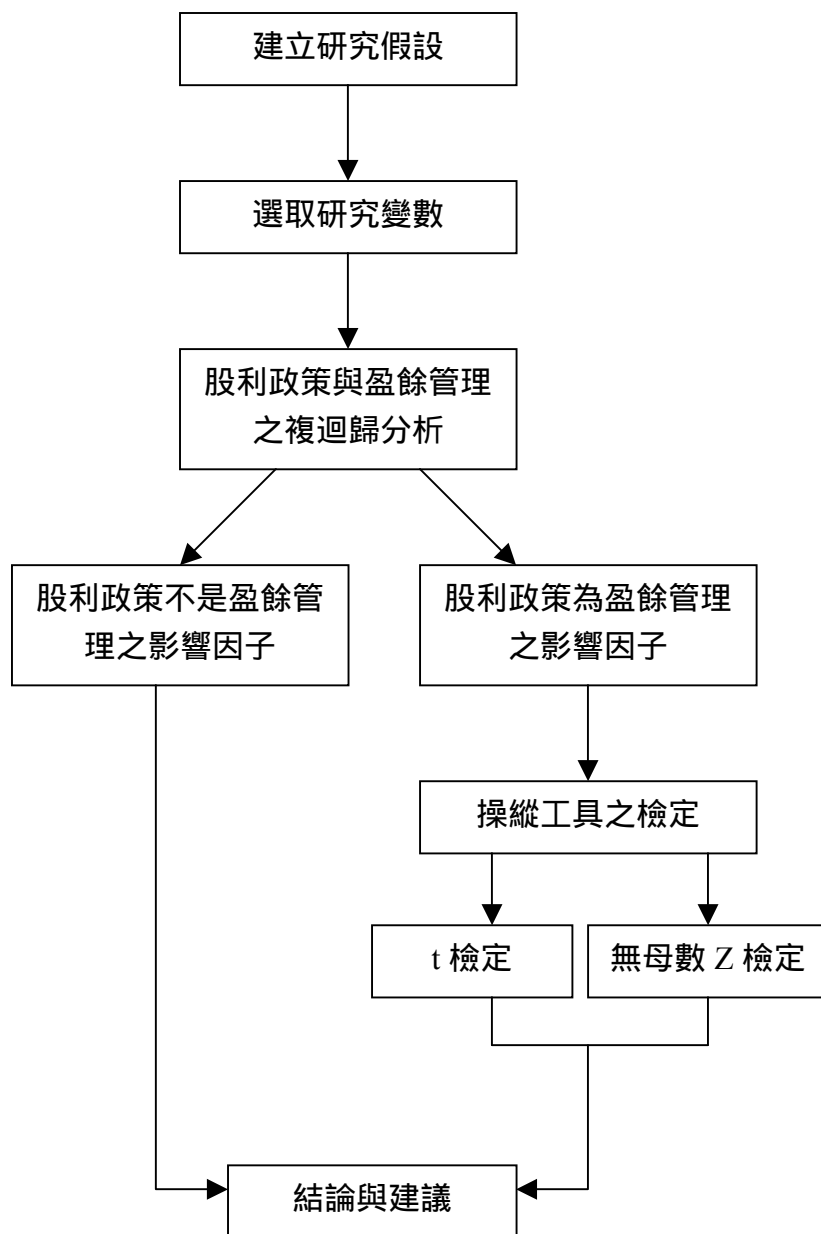 建立研究假設
選取研究變數
股利政策與盈餘管理
之複迴歸分析
股利政策不是盈餘管
理之影響因子
股利政策為盈餘管理
之影響因子
操縱工具之檢定
t 檢定
無母數 Z 檢定
結論與建議